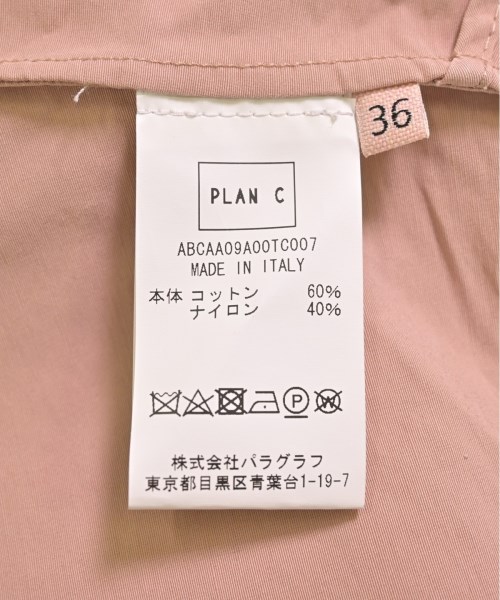 36
PLAN C
ABCAA09A00TC007
MADE IN ITALY
本体 コットン 60%
ナイロン 40%
P W
株式会社パラグラフ
東京都目黒区青葉台1-19-7